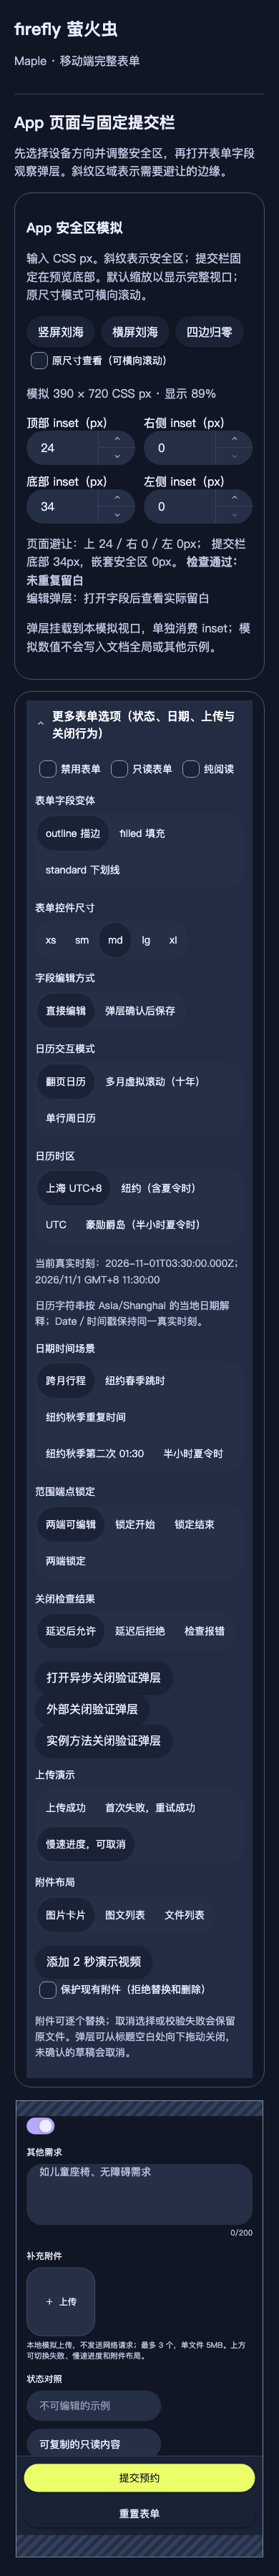 firefly 萤火虫
Maple · 移动端完整表单
App 页面与固定提交栏
先选择设备方向并调整安全区，再打开表单字段
观察弹层。斜纹区域表示需要避让的边缘。
App 安全区模拟
输入 CSS px。斜纹表示安全区；提交栏固
定在预览底部。默认缩放以显示完整视口；
原尺寸模式可横向滚动。
竖屏刘海 横屏刘海 四边归零
原尺寸查看（可横向滚动）
模拟 390 × 720 CSS px · 显示 89%
顶部 inset（px） 右侧 inset（px）
24 0
底部 inset（px） 左侧 inset（px）
34 0
页面避让：上 24 / 右 0 / 左 0px； 提交栏
底部 34px，嵌套安全区 0px。 检查通过：
未重复留白
编辑弹层：打开字段后查看实际留白
弹层挂载到本模拟视口，单独消费 inset；模
拟数值不会写入文档全局或其他示例。
更多表单选项（状态、日期、上传与
关闭行为）
禁用表单 只读表单 纯阅读
表单字段变体
outline 描边 filled 填充
standard 下划线
表单控件尺寸
xs sm md lg xl
字段编辑方式
直接编辑 弹层确认后保存
日历交互模式
翻页日历 多月虚拟滚动（十年）
单行周日历
日历时区
上海 UTC+8 纽约（含夏令时）
UTC 豪勋爵岛（半小时夏令时）
当前真实时刻：2026-11-01T03:30:00.000Z；
2026/11/1 GMT+8 11:30:00
日历字符串按 Asia/Shanghai 的当地日期解
释；Date / 时间戳保持同一真实时刻。
日期时间场景
跨月行程 纽约春季跳时
纽约秋季重复时间
纽约秋季第二次 01:30 半小时夏令时
范围端点锁定
两端可编辑 锁定开始 锁定结束
两端锁定
关闭检查结果
延迟后允许 延迟后拒绝 检查报错
打开异步关闭验证弹层
外部关闭验证弹层
实例方法关闭验证弹层
上传演示
上传成功 首次失败，重试成功
慢速进度，可取消
附件布局
图片卡片 图文列表 文件列表
添加 2 秒演示视频
保护现有附件（拒绝替换和删除）
附件可逐个替换；取消选择或校验失败会保留
原文件。弹层可从标题空白处向下拖动关闭，
未确认的草稿会取消。
其他需求
如儿童座椅、无障碍需求
0/200
补充附件
+ 上传
本地模拟上传，不发送网络请求；最多 3 个，单文件 5MB。上方
可切换失败、慢速进度和附件布局。
状态对照
不可编辑的示例
可复制的只读内容
提交预约
重置表单